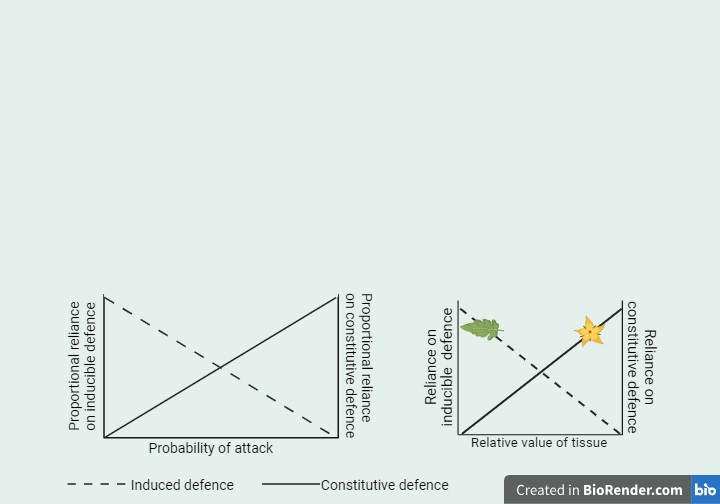 Proportional reliance
on inducible defence
Proportional reliance
on constitutive defence
Probability of attack
Reliance on
inducible defence
Reliance on
constitutive defence
Relative value of tissue
Induced defence
Constitutive defence
Created in BioRender.com bio